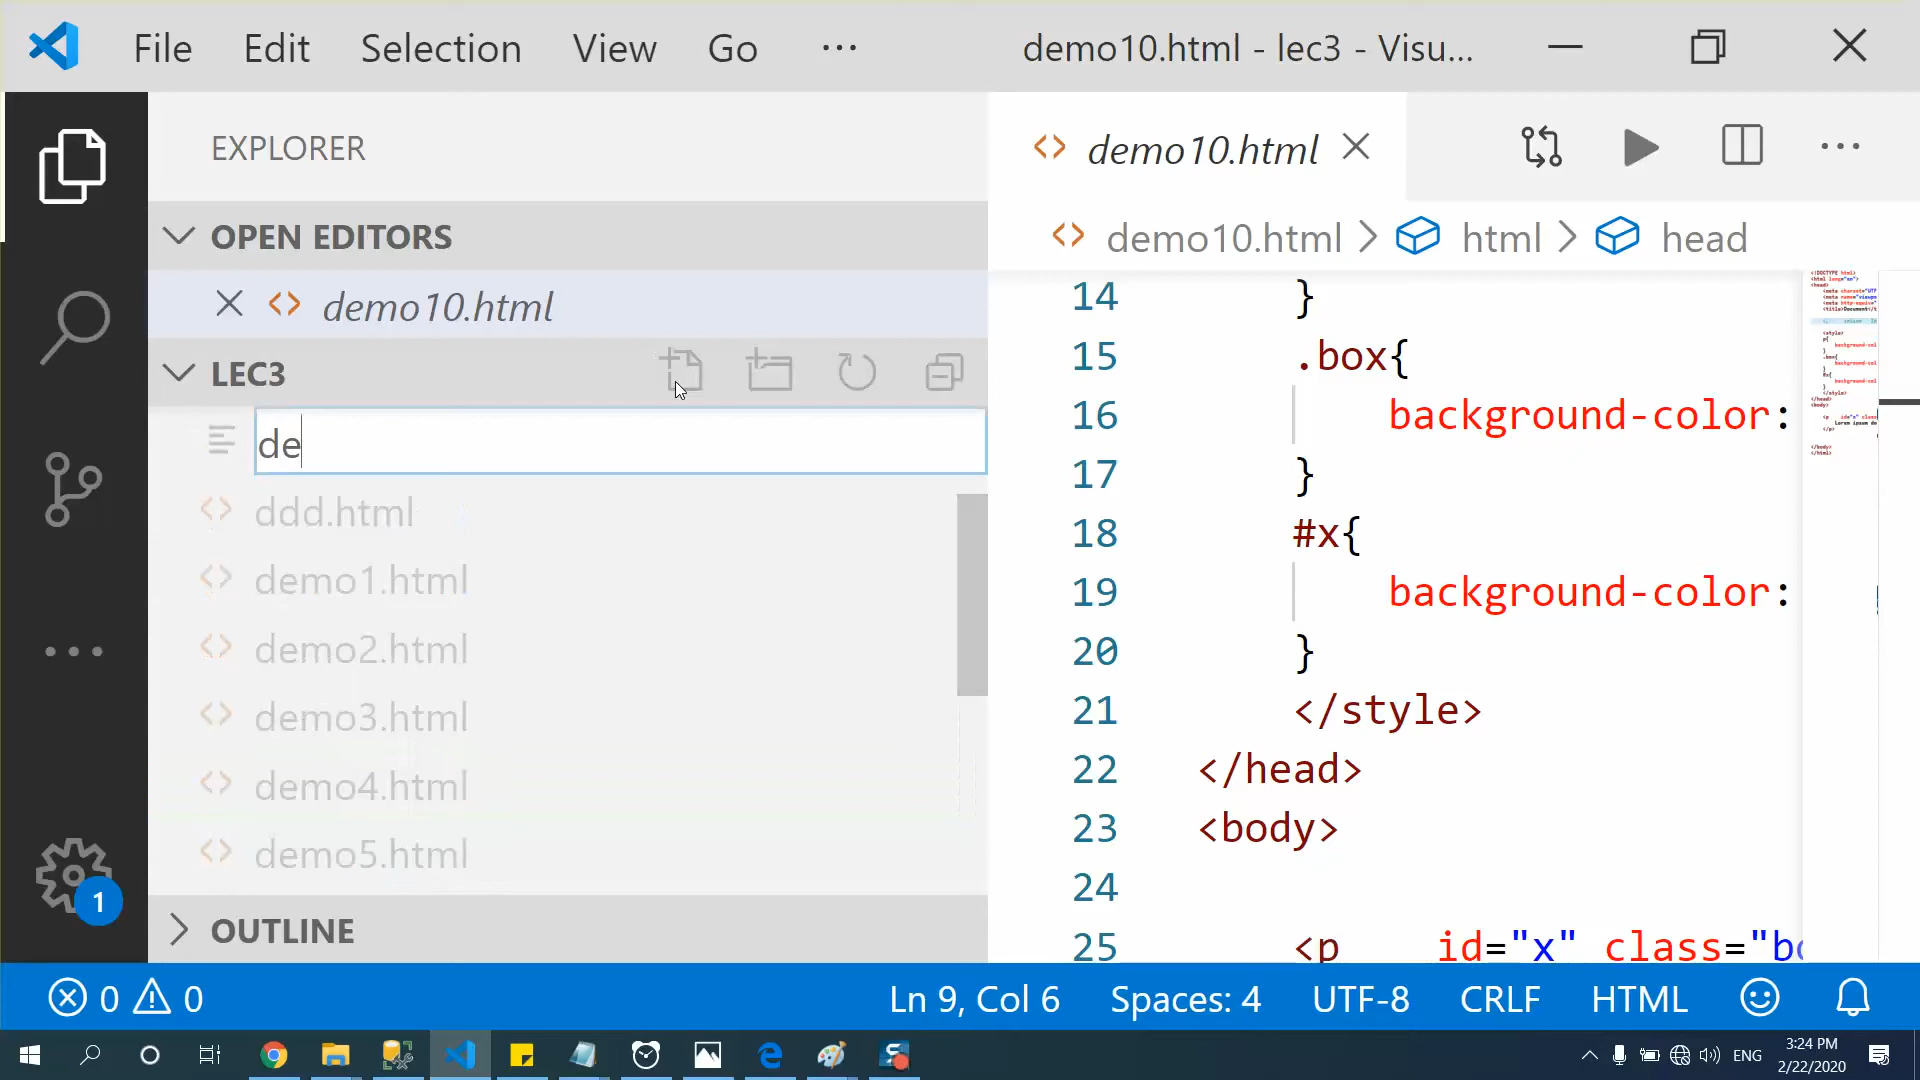 File Edit Selection View Go ··· demo10.html - lec3 - Visu...
EXPLORER
OPEN EDITORS
demo10.html
LEC3
de
ddd.html
demo1.html
demo2.html
demo3.html
demo4.html
demo5.html
OUTLINE
1
demo10.html
demo10.html > html > head
14 }
15 .box{
16 background-color:
17 }
18 #x{
19 background-color:
20 }
21 </style>
22 </head>
23 <body>
24
25 <p id="x" class="bo
0 0 Ln 9, Col 6 Spaces: 4 UTF-8 CRLF HTML
ENG
3:24 PM
2/22/2020